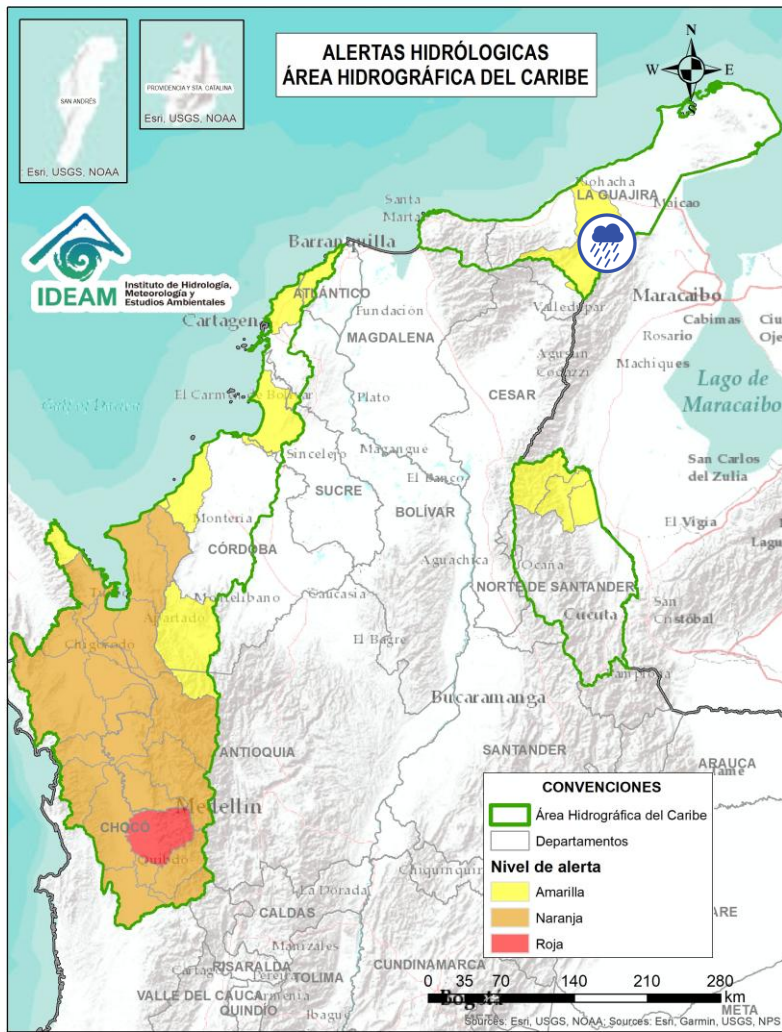 ALERTAS HIDRÓLOGICAS
ÁREA HIDROGRÁFICA DEL CARIBE
N
W
E
S
SAN ANDRÉS
Esri, USGS, NOAA
PROVIDENCIA Y STA. CATALINA
Esri, USGS, NOAA
IDEAM
Instituto de Hidrología,
Meteorología y
Estudios Ambientales
LA GUAJIRA
Maicao
Santa
Marta
Barranquilla
ATLÁNTICO
Cartagena
Fundación
MAGDALENA
Valledupar
Maracaibo
Cabimas
Rosario
Machiques
Agustín
Codazzi
CESAR
Lago de
Maracaibo
El Carmen de Bolívar
Plato
Sincelejo
Magangue
El Banco
SUCRE
BOLÍVAR
San Carlos
del Zulia
Montería
CÓRDOBA
El Vigía
Aguachica
Ocaña
NORTE DE SANTANDER
Montelíbano
Caucasia
Cúcuta
San
Cristóbal
Apartadó
El Bagre
Chigorodó
Pamplona
Bucaramanga
ANTIOQUIA
SANTANDER
ARAUCA
Medellín
CHOCÓ
Quibdó
La Dorada
CALDAS
Manizales
RISARALDA
Pereira
TOLIMA
CUNDINAMARCA
VALLE DEL CAUCA
Armenia
QUINDÍO
Ibague
Bogotá
META
CONVENCIONES
Área Hidrográfica del Caribe
Departamentos
Nivel de alerta
Amarilla
Naranja
Roja
0 35 70 140 210 280
km
Sources: Esri, USGS, NOAA; Sources: Esri, Garmin, USGS, NPS